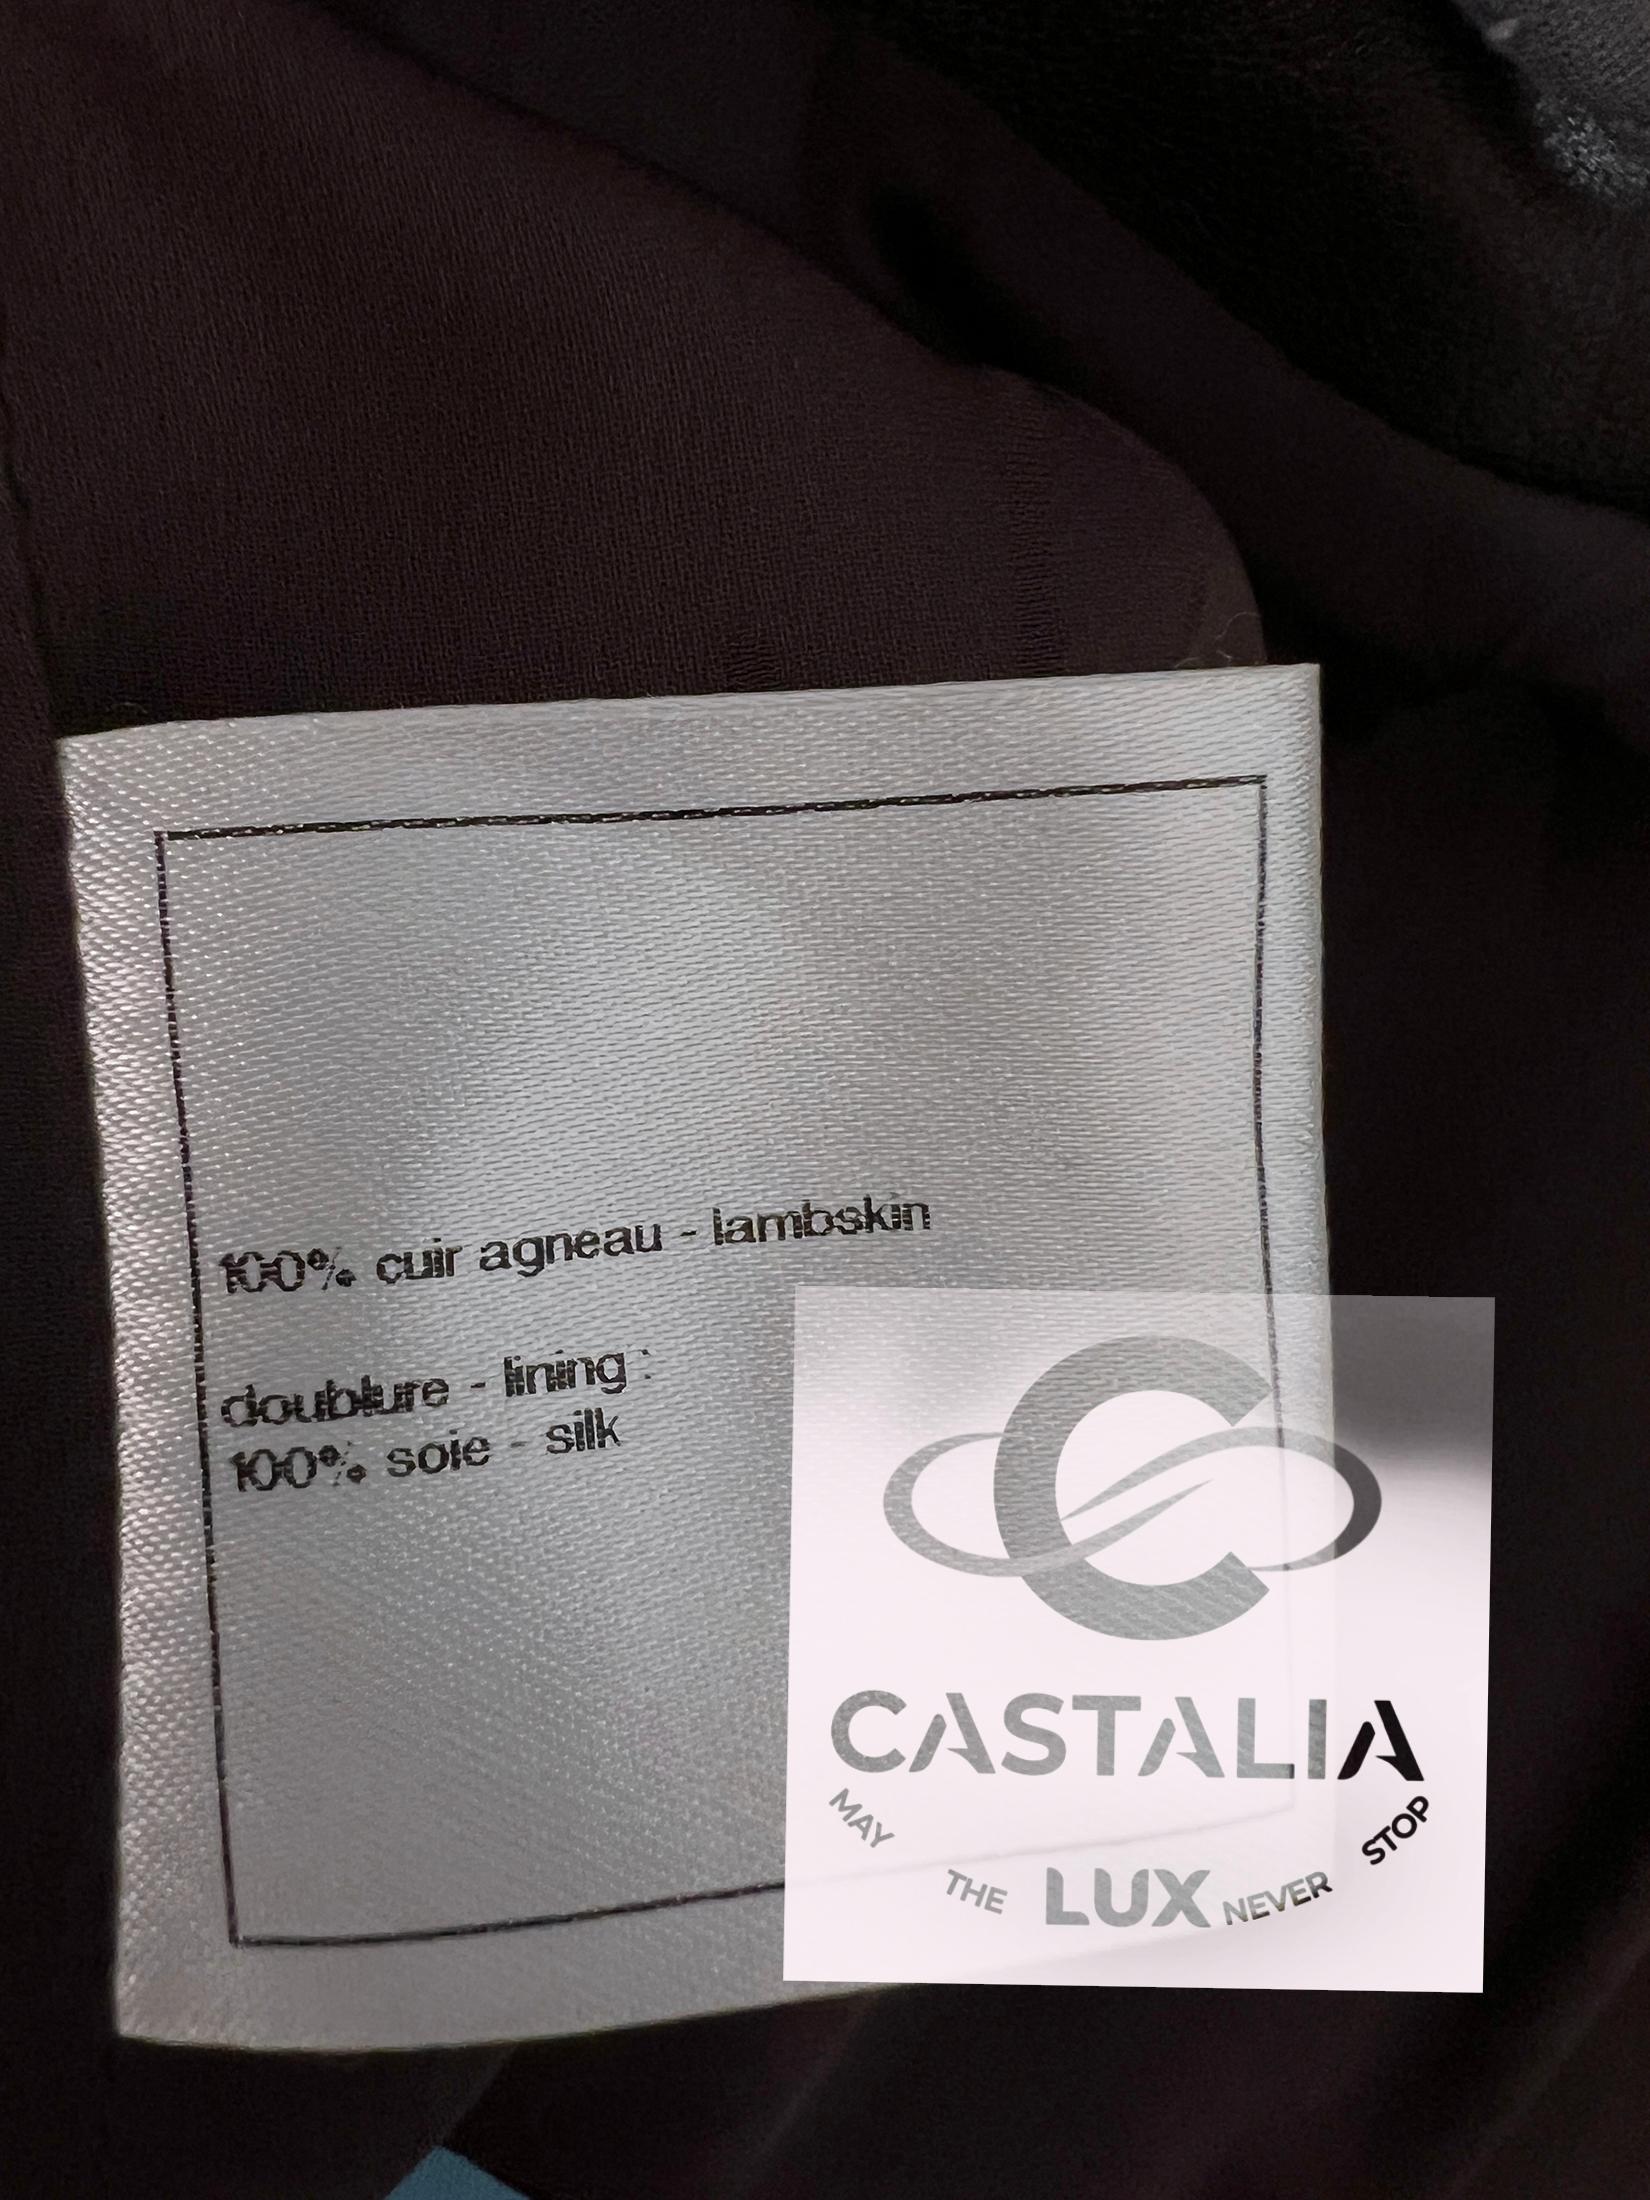 100% cuir agneau - lambskin
doublure - lining :
100% soie - silk
C
CASTALIA
MAY THE LUX NEVER STOP